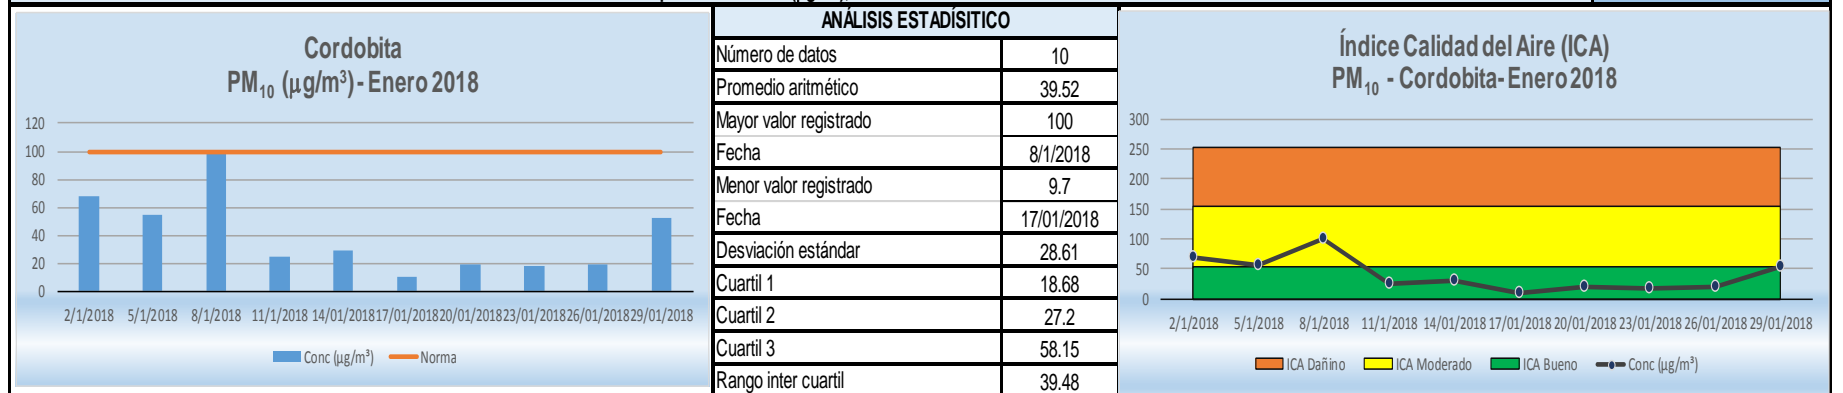 Cordobita
PM₁₀ (µg/m³) - Enero 2018
120
100
80
60
40
20
0
2/1/2018 5/1/2018 8/1/2018 11/1/2018 14/01/2018 17/01/2018 20/01/2018 23/01/2018 26/01/2018 29/01/2018
Conc (µg/m³) Norma
ANÁLISIS ESTADÍSITICO
Número de datos 10
Promedio aritmético 39.52
Mayor valor registrado 100
Fecha 8/1/2018
Menor valor registrado 9.7
Fecha 17/01/2018
Desviación estándar 28.61
Cuartil 1 18.68
Cuartil 2 27.2
Cuartil 3 58.15
Rango inter cuartil 39.48
Índice Calidad del Aire (ICA)
PM₁₀ - Cordobita- Enero 2018
300
250
200
150
100
50
0
2/1/2018 5/1/2018 8/1/2018 11/1/2018 14/01/2018 17/01/2018 20/01/2018 23/01/2018 26/01/2018 29/01/2018
ICA Dañino ICA Moderado ICA Bueno Conc (µg/m³)